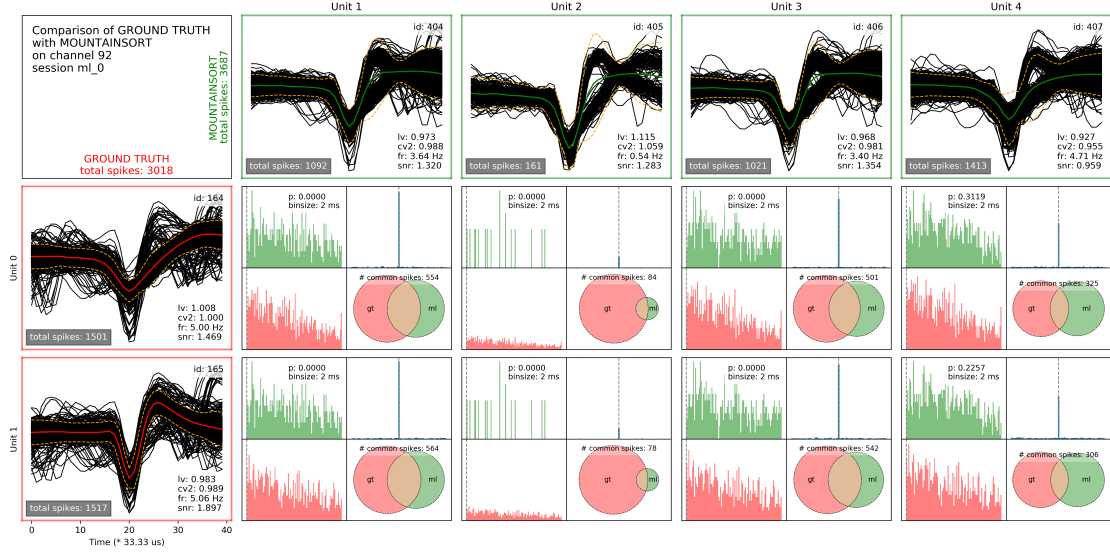 Unit 1
Unit 2
Unit 3
Unit 4
Comparison of GROUND TRUTH
with MOUNTAINSORT
on channel 92
session ml_0
MOUNTAINSORT
total spikes: 3687
GROUND TRUTH
total spikes: 3018
id: 404
lv: 0.973
cv2: 0.988
fr: 3.64 Hz
snr: 1.320
total spikes: 1092
id: 405
lv: 1.115
cv2: 1.059
fr: 0.54 Hz
snr: 1.283
total spikes: 161
id: 406
lv: 0.968
cv2: 0.981
fr: 3.40 Hz
snr: 1.354
total spikes: 1021
id: 407
lv: 0.927
cv2: 0.955
fr: 4.71 Hz
snr: 0.959
total spikes: 1413
Unit 0
id: 164
lv: 1.008
cv2: 1.000
fr: 5.00 Hz
snr: 1.469
total spikes: 1501
p: 0.0000
binsize: 2 ms
# common spikes: 554
gt
ml
p: 0.0000
binsize: 2 ms
# common spikes: 84
gt
ml
p: 0.0000
binsize: 2 ms
# common spikes: 501
gt
ml
p: 0.3119
binsize: 2 ms
# common spikes: 325
gt
ml
Unit 1
id: 165
lv: 0.983
cv2: 0.989
fr: 5.06 Hz
snr: 1.897
total spikes: 1517
p: 0.0000
binsize: 2 ms
# common spikes: 564
gt
ml
p: 0.0000
binsize: 2 ms
# common spikes: 78
gt
ml
p: 0.0000
binsize: 2 ms
# common spikes: 542
gt
ml
p: 0.2257
binsize: 2 ms
# common spikes: 306
gt
ml
0 10 20 30 40
Time (* 33.33 us)